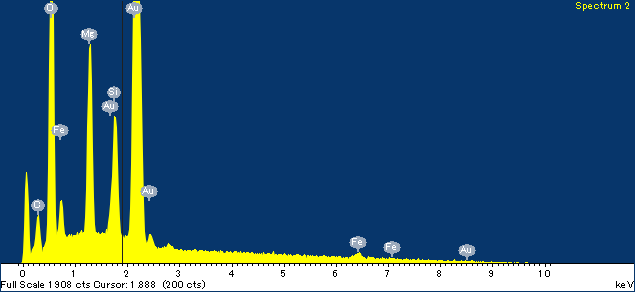 Spectrum 2
O Au
Mg
Si
Au
Fe
Au
C
Fe Fe Au
0 1 2 3 4 5 6 7 8 9 10
Full Scale 1908 cts Cursor: 1.888 (200 cts) keV